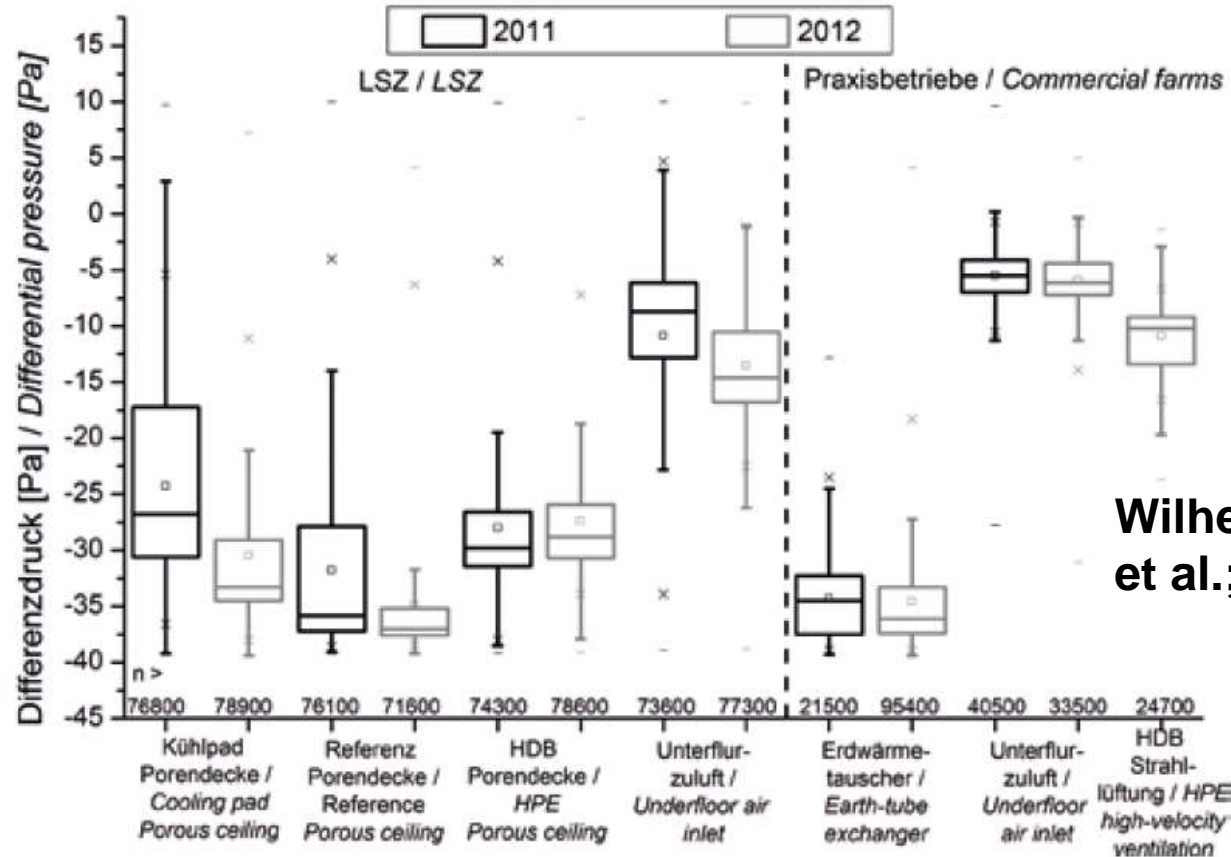 2011
2012
LSZ / LSZ
Praxisbetriebe / Commercial farms
Differenzdruck [Pa] / Differential pressure [Pa]
15
10
5
0
-5
-10
-15
-20
-25
-30
-35
-40
-45
n >
76800
78900
76100
71600
74300
78600
73600
77300
21500
95400
40500
33500
24700
Kühlpad
Porendecke /
Cooling pad
Porous ceiling
Referenz
Porendecke /
Reference
Porous ceiling
HDB
Porendecke /
HPE
Porous ceiling
Unterflur-
zuluft /
Underfloor air
inlet
Erdwärme-
tauscher /
Earth-tube
exchanger
Unterflur-
zuluft /
Underfloor
air inlet
HDB
Strahl-
lüftung / HPE
high-velocity
ventilation
et al.;